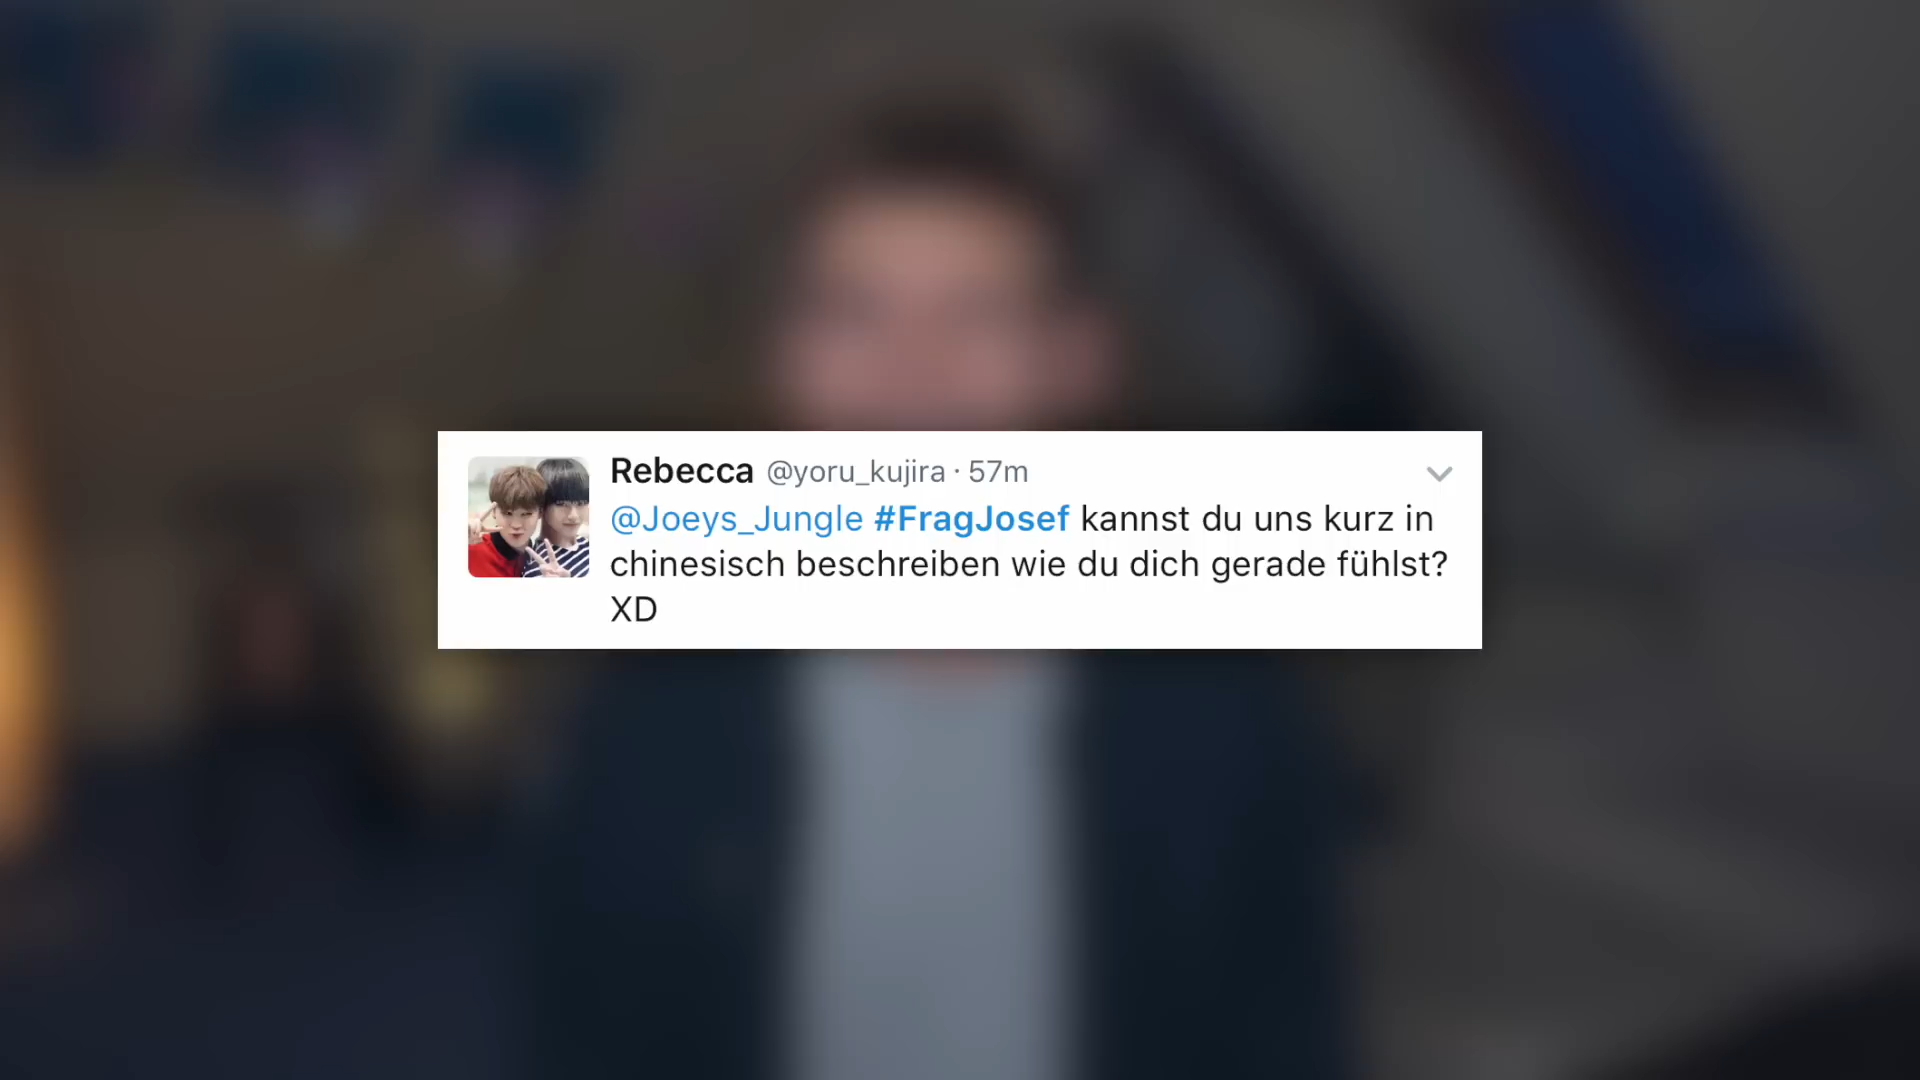 Rebecca @yoru_kujira · 57m
@Joeys_Jungle #FragJosef kannst du uns kurz in
chinesisch beschreiben wie du dich gerade fühlst?
XD